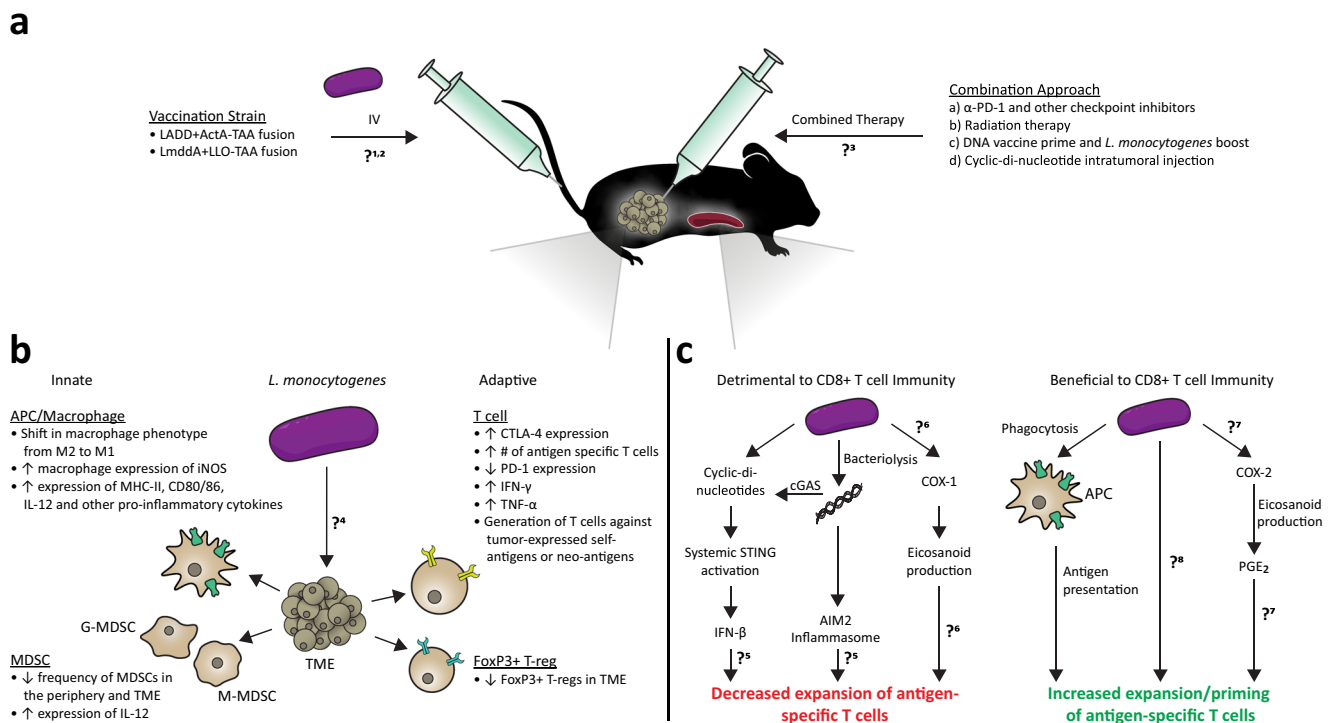 a
Vaccination Strain
• LADD+ActA-TAA fusion
• LmddA+LLO-TAA fusion
IV
?¹,²
Combined Therapy
?³
Combination Approach
a) α-PD-1 and other checkpoint inhibitors
b) Radiation therapy
c) DNA vaccine prime and L. monocytogenes boost
d) Cyclic-di-nucleotide intratumoral injection
b
Innate
L. monocytogenes
Adaptive
APC/Macrophage
• Shift in macrophage phenotype
from M2 to M1
• ↑ macrophage expression of iNOS
• ↑ expression of MHC-II, CD80/86,
IL-12 and other pro-inflammatory cytokines
?⁴
T cell
• ↑ CTLA-4 expression
• ↑ # of antigen specific T cells
• ↓ PD-1 expression
• ↑ IFN-γ
• ↑ TNF-α
• Generation of T cells against
tumor-expressed self-
antigens or neo-antigens
G-MDSC
M-MDSC
TME
MDSC
• ↓ frequency of MDSCs in
the periphery and TME
• ↑ expression of IL-12
FoxP3+ T-reg
• ↓ FoxP3+ T-regs in TME
c
Detrimental to CD8+ T cell Immunity
?⁶
Bacteriolysis
Cyclic-di-
nucleotides
cGAS
COX-1
Systemic STING
activation
Eicosanoid
production
IFN-β
AIM2
Inflammasome
?⁵
?⁵
?⁶
Decreased expansion of antigen-
specific T cells
Beneficial to CD8+ T cell Immunity
Phagocytosis
?⁷
APC
COX-2
Eicosanoid
production
PGE₂
Antigen
presentation
?⁸
?⁷
Increased expansion/priming
of antigen-specific T cells